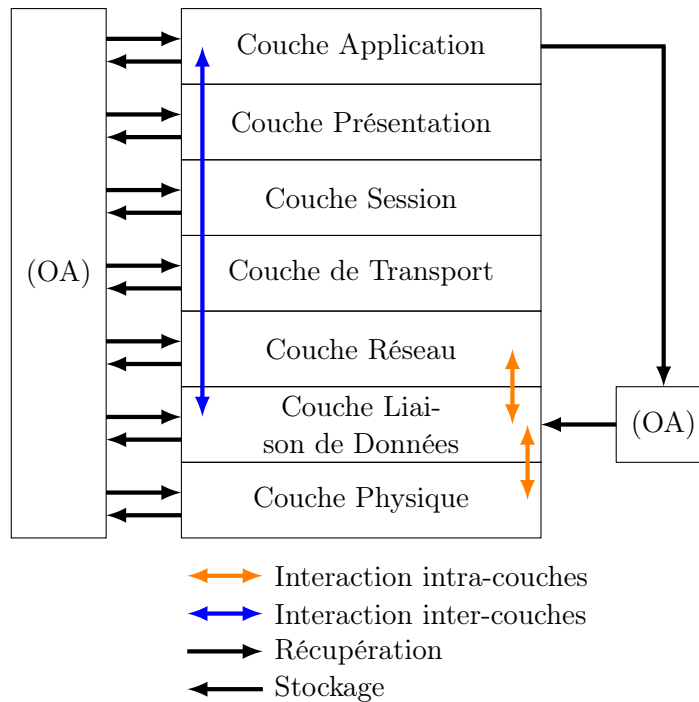 Couche Application
Couche Présentation
Couche Session
(OA)
Couche de Transport
Couche Réseau
Couche Liai-
son de Données
(OA)
Couche Physique
Interaction intra-couches
Interaction inter-couches
Récupération
Stockage